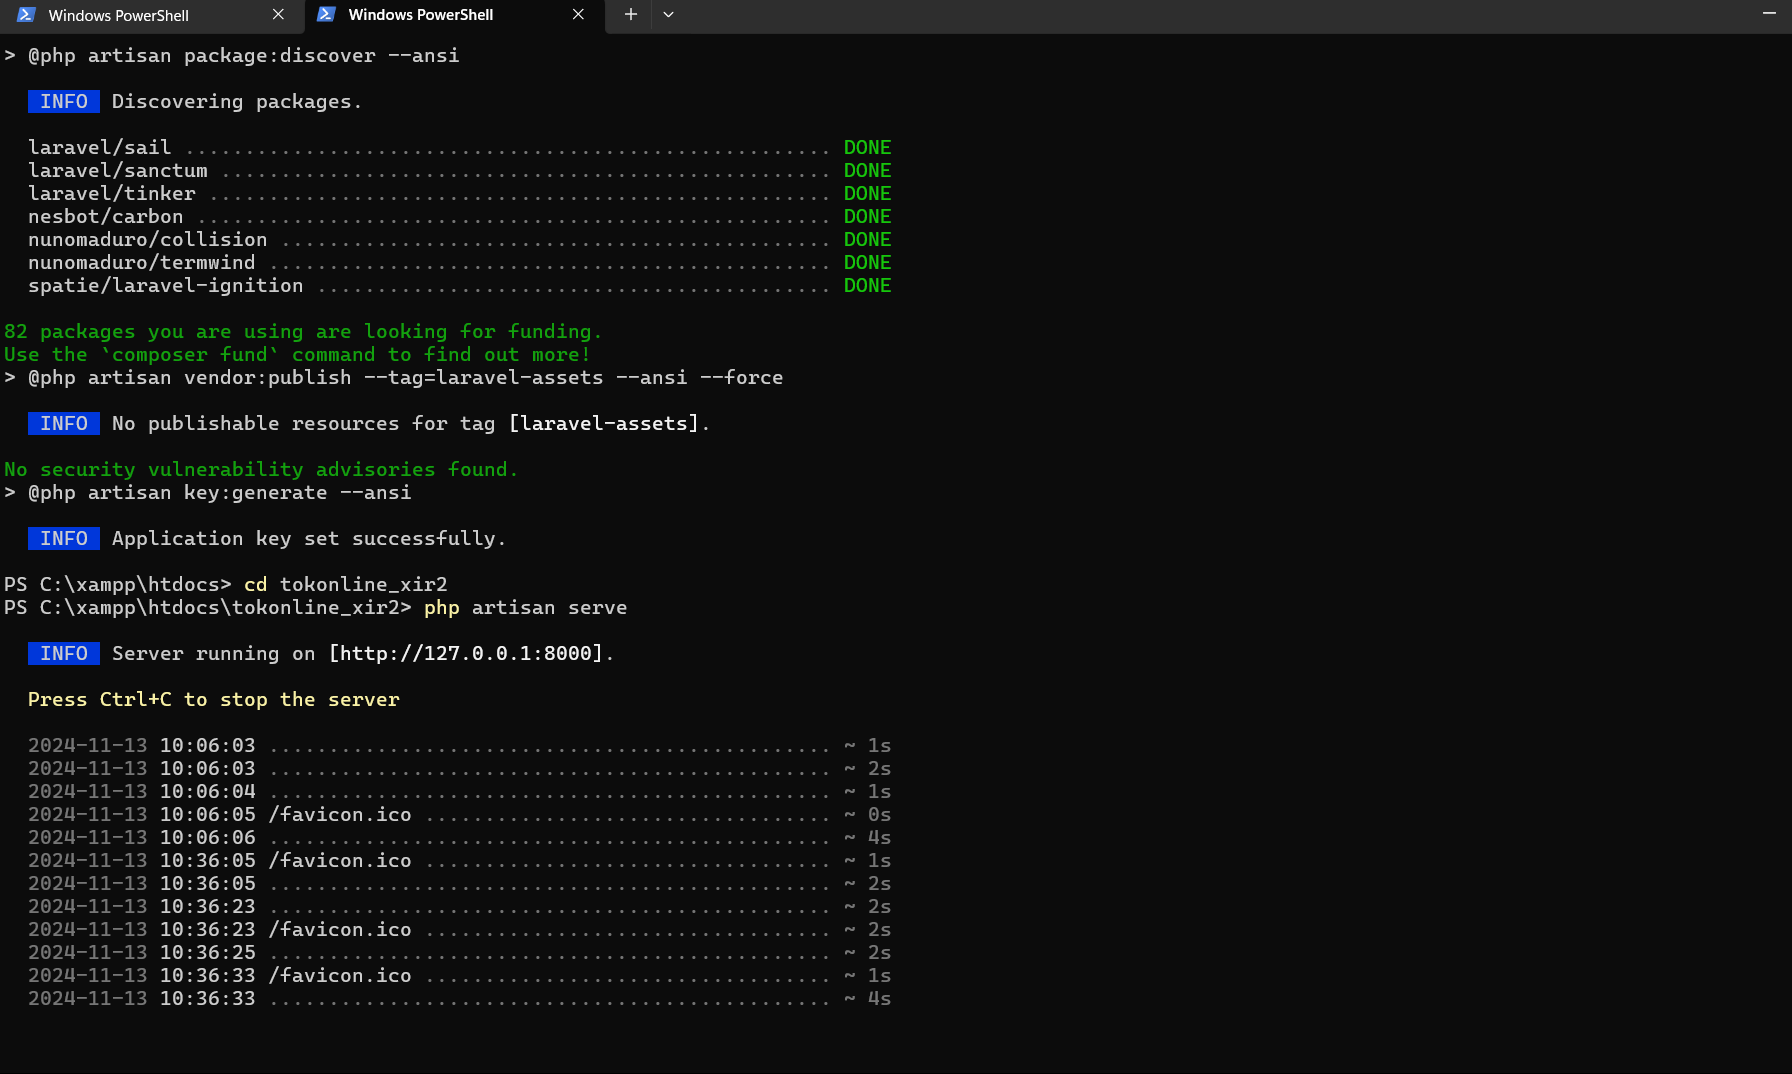 Windows PowerShell
Windows PowerShell
> @php artisan package:discover --ansi
INFO Discovering packages.
laravel/sail ...................................................... DONE
laravel/sanctum ................................................... DONE
laravel/tinker .................................................... DONE
nesbot/carbon ..................................................... DONE
nunomaduro/collision .............................................. DONE
nunomaduro/termwind ............................................... DONE
spatie/laravel-ignition ........................................... DONE
82 packages you are using are looking for funding.
Use the `composer fund` command to find out more!
> @php artisan vendor:publish --tag=laravel-assets --ansi --force
INFO No publishable resources for tag [laravel-assets].
No security vulnerability advisories found.
> @php artisan key:generate --ansi
INFO Application key set successfully.
PS C:\xampp\htdocs> cd tokonline_xir2
PS C:\xampp\htdocs\tokonline_xir2> php artisan serve
INFO Server running on [http://127.0.0.1:8000].
Press Ctrl+C to stop the server
2024-11-13 10:06:03 ............................................... ~ 1s
2024-11-13 10:06:03 ............................................... ~ 2s
2024-11-13 10:06:04 ............................................... ~ 1s
2024-11-13 10:06:05 /favicon.ico .................................. ~ 0s
2024-11-13 10:06:06 ............................................... ~ 4s
2024-11-13 10:36:05 /favicon.ico .................................. ~ 1s
2024-11-13 10:36:05 ............................................... ~ 2s
2024-11-13 10:36:23 ............................................... ~ 2s
2024-11-13 10:36:23 /favicon.ico .................................. ~ 2s
2024-11-13 10:36:25 ............................................... ~ 2s
2024-11-13 10:36:33 /favicon.ico .................................. ~ 1s
2024-11-13 10:36:33 ............................................... ~ 4s